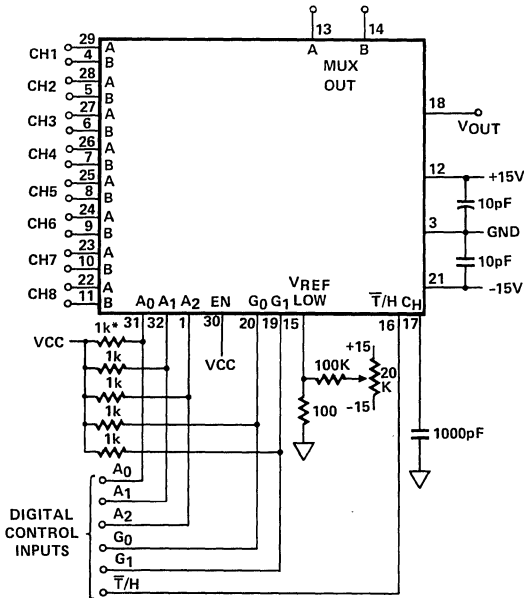 13 14
A B
MUX
OUT
29 A
CH1
4 B
28 A
CH2
5 B
27 A
CH3
6 B
26 A
CH4
7 B
25 A
CH5
8 B
24 A
CH6
9 B
23 A
CH7
10 B
22 A
CH8
11 B
18
VOUT
12 +15V
10pF
3 GND
10pF
21 -15V
A0 A1 A2 EN G0 G1 VREF LOW T̅/H CH
31 32 1 30 20 19 15 16 17
VCC
1k*
1k
1k
1k
1k
VCC
100K
+15
20 K
-15
100
1000pF
DIGITAL
CONTROL
INPUTS
A0
A1
A2
G0
G1
T̅/H